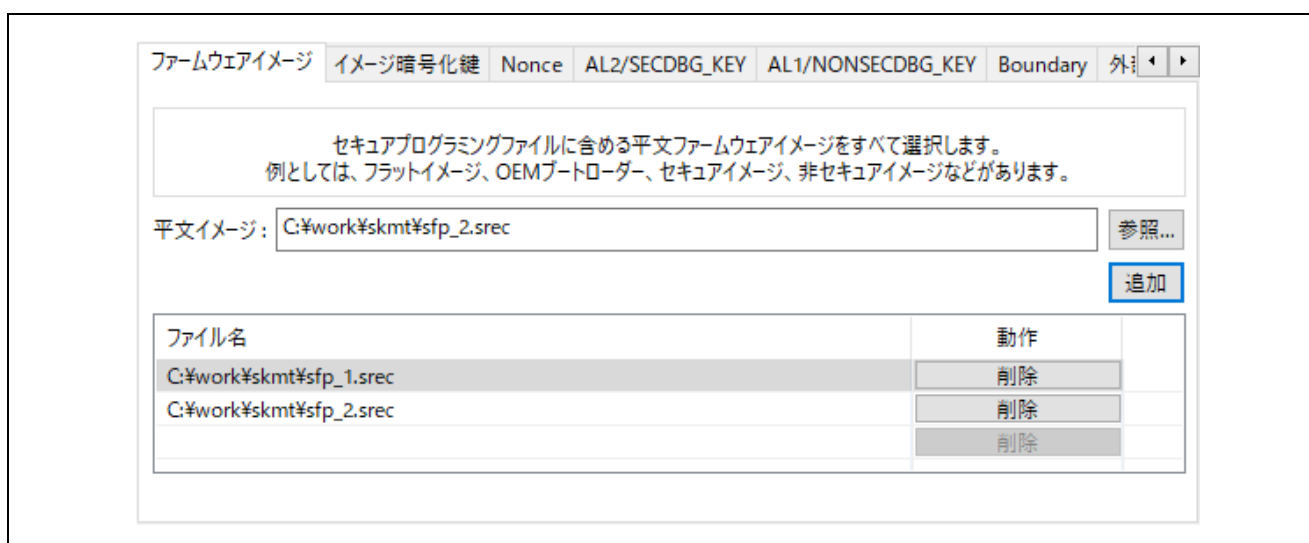 ファームウェアイメージ イメージ暗号化鍵 Nonce AL2/SECDBG_KEY AL1/NONSECDBG_KEY Boundary 外
セキュアプログラミングファイルに含める平文ファームウェアイメージをすべて選択します。
例としては、フラットイメージ、OEMブートローダー、セキュアイメージ、非セキュアイメージなどがあります。
平文イメージ: C:¥work¥skmt¥sfp_2.srec 参照...
追加
ファイル名 動作
C:¥work¥skmt¥sfp_1.srec 削除
C:¥work¥skmt¥sfp_2.srec 削除
削除